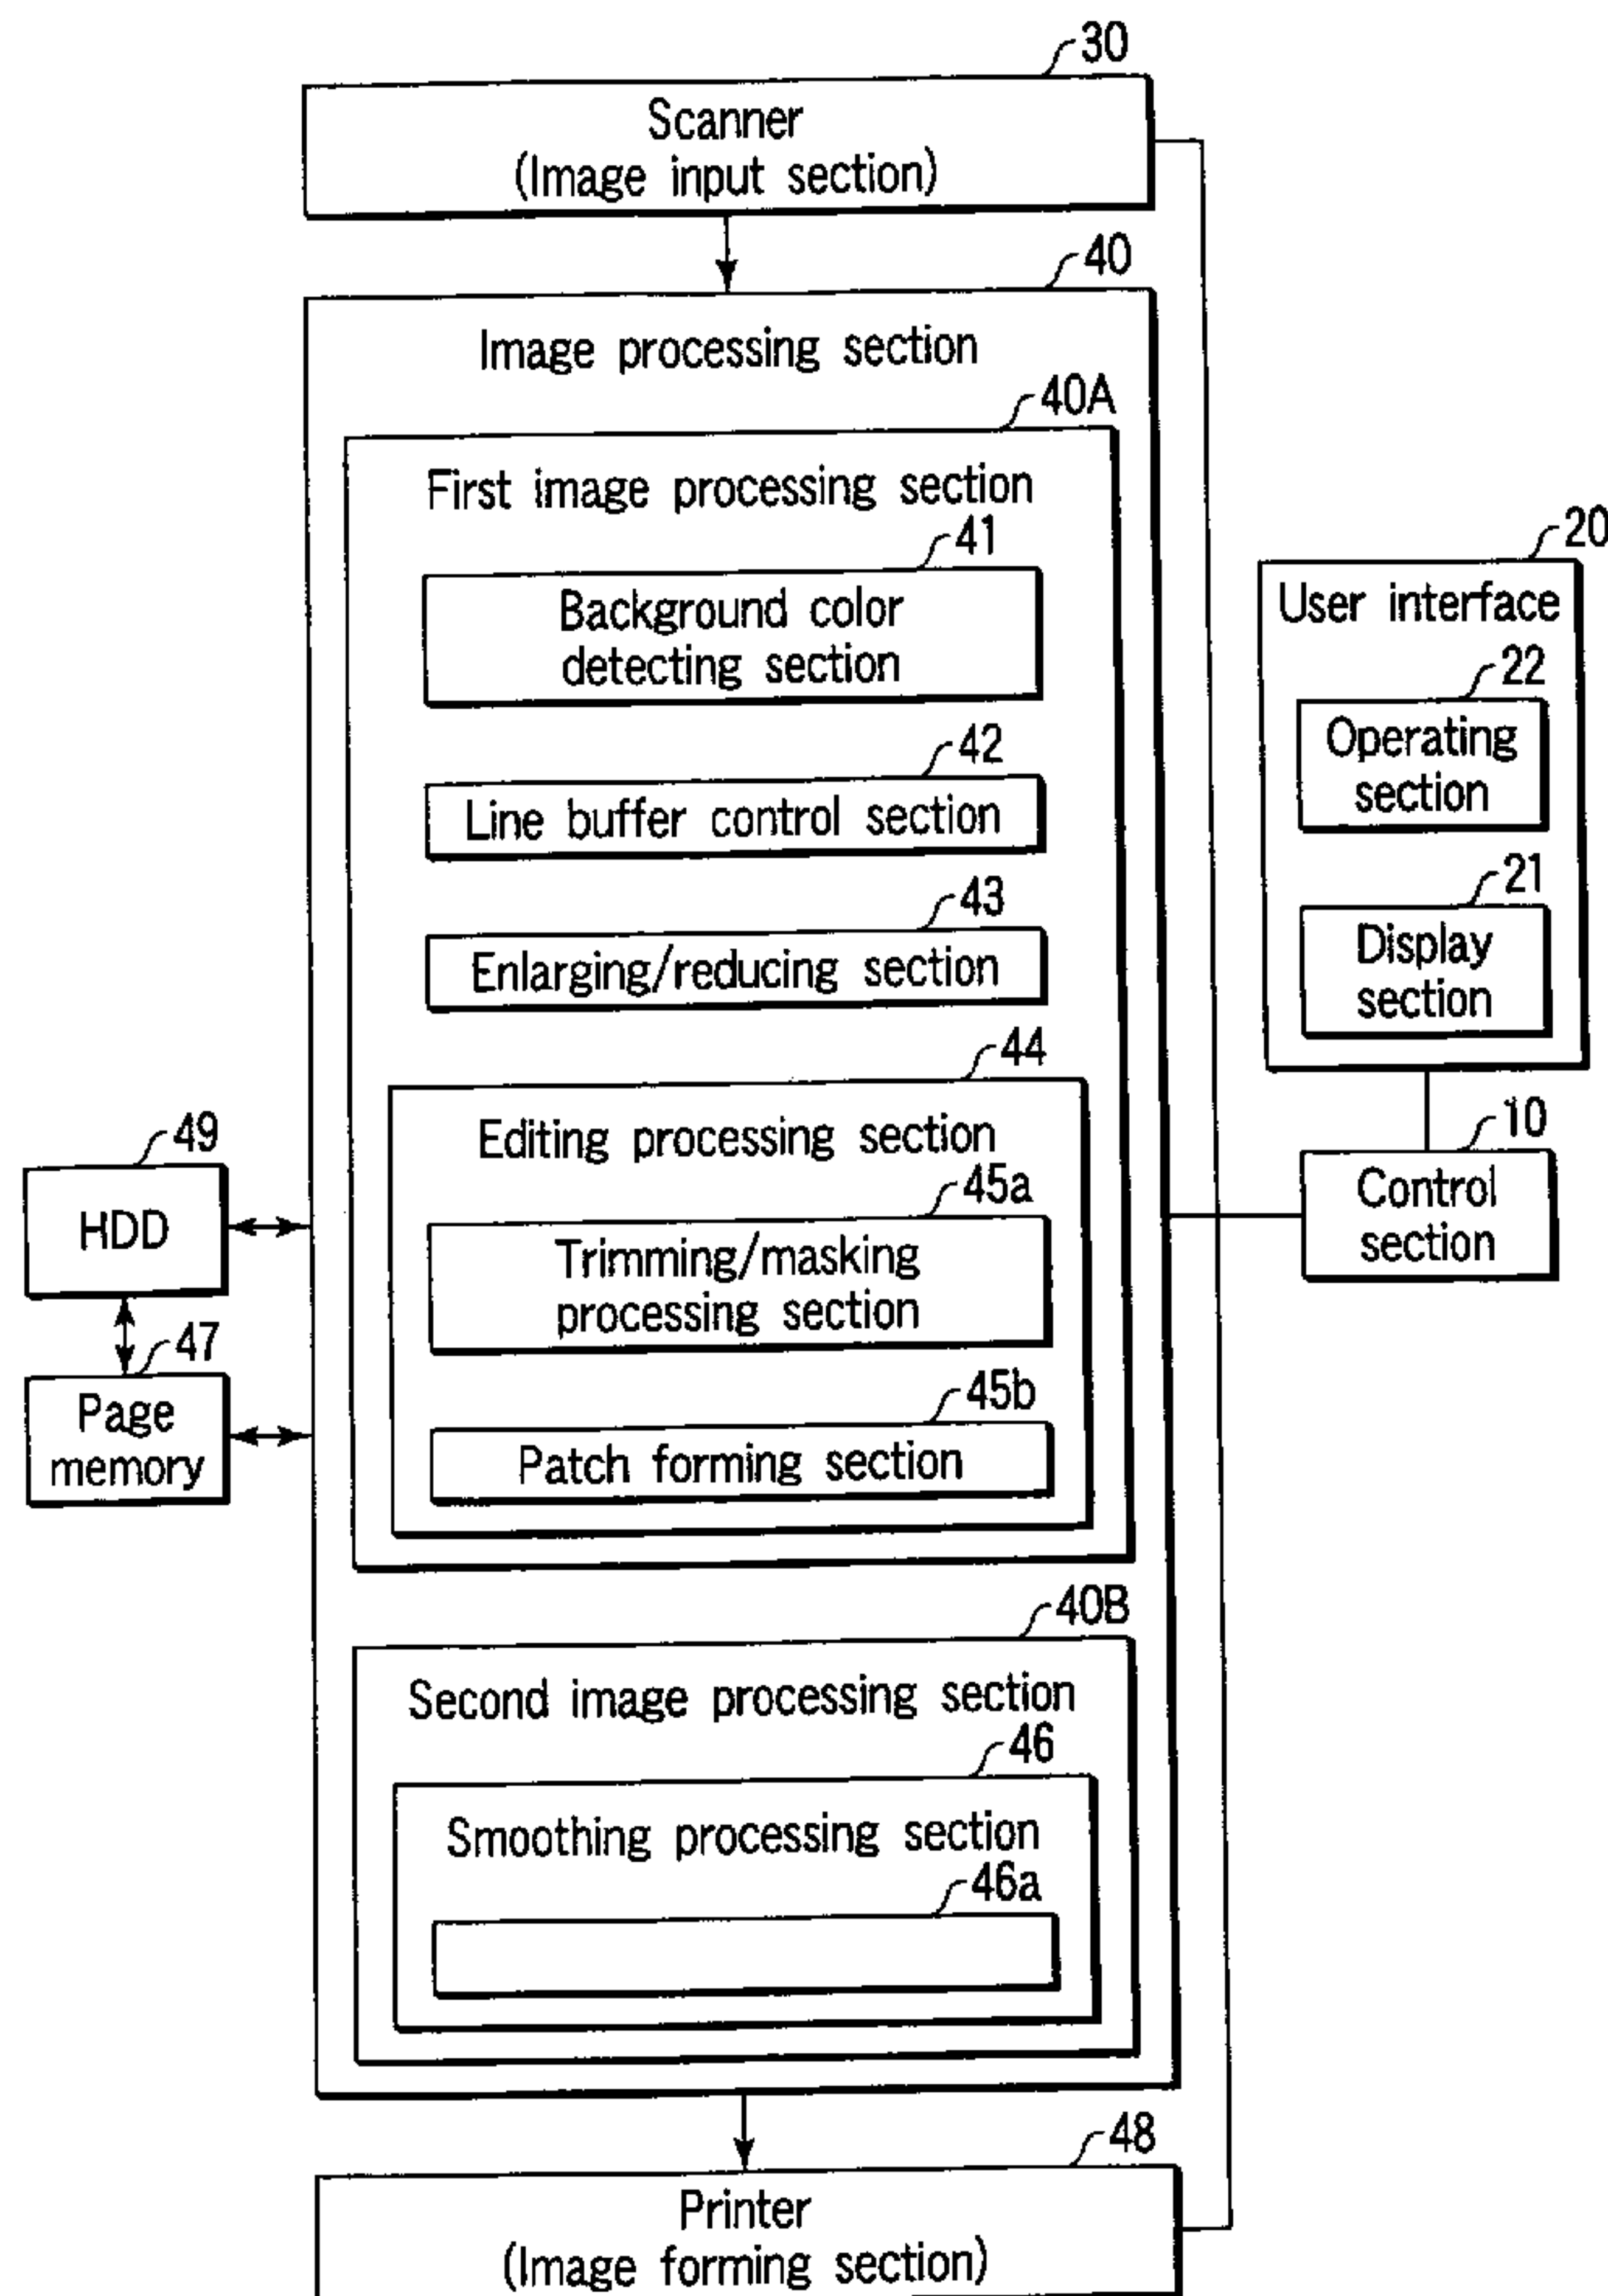 30
Scanner
(Image input section)
40
Image processing section
40A
First image processing section
41
Background color
detecting section
42
Line buffer control section
43
Enlarging/reducing section
44
Editing processing section
45a
Trimming/masking
processing section
45b
Patch forming section
40B
Second image processing section
46
Smoothing processing section
46a
48
Printer
(Image forming section)
49
HDD
47
Page
memory
20
User interface
22
Operating
section
21
Display
section
10
Control
section